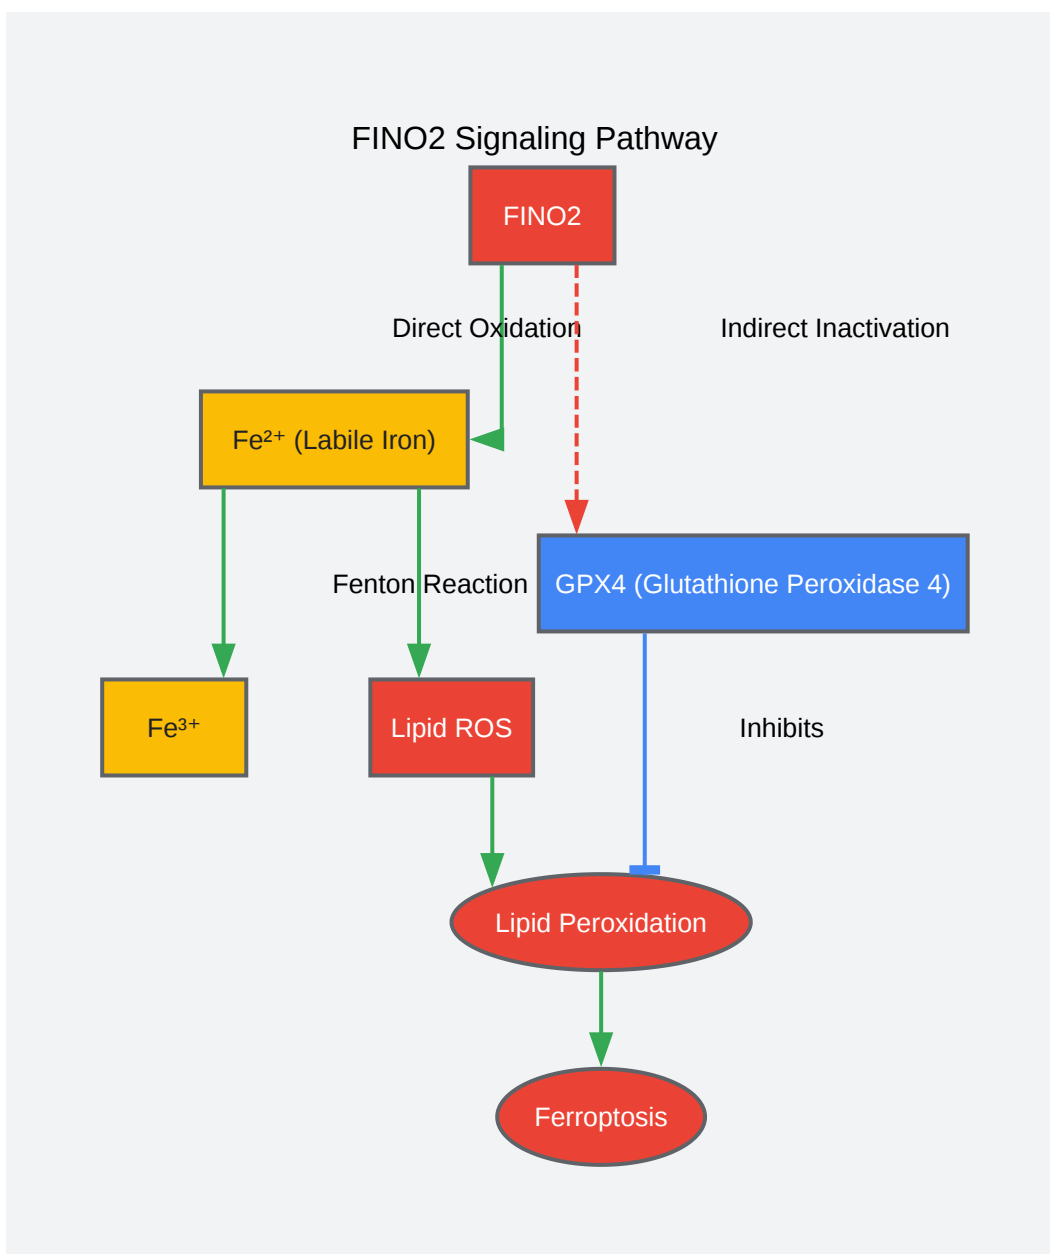 FINO2 Signaling Pathway
FINO2
Direct Oxidation
Indirect Inactivation
Fe²⁺ (Labile Iron)
Fenton Reaction
GPX4 (Glutathione Peroxidase 4)
Fe³⁺
Lipid ROS
Inhibits
Lipid Peroxidation
Ferroptosis